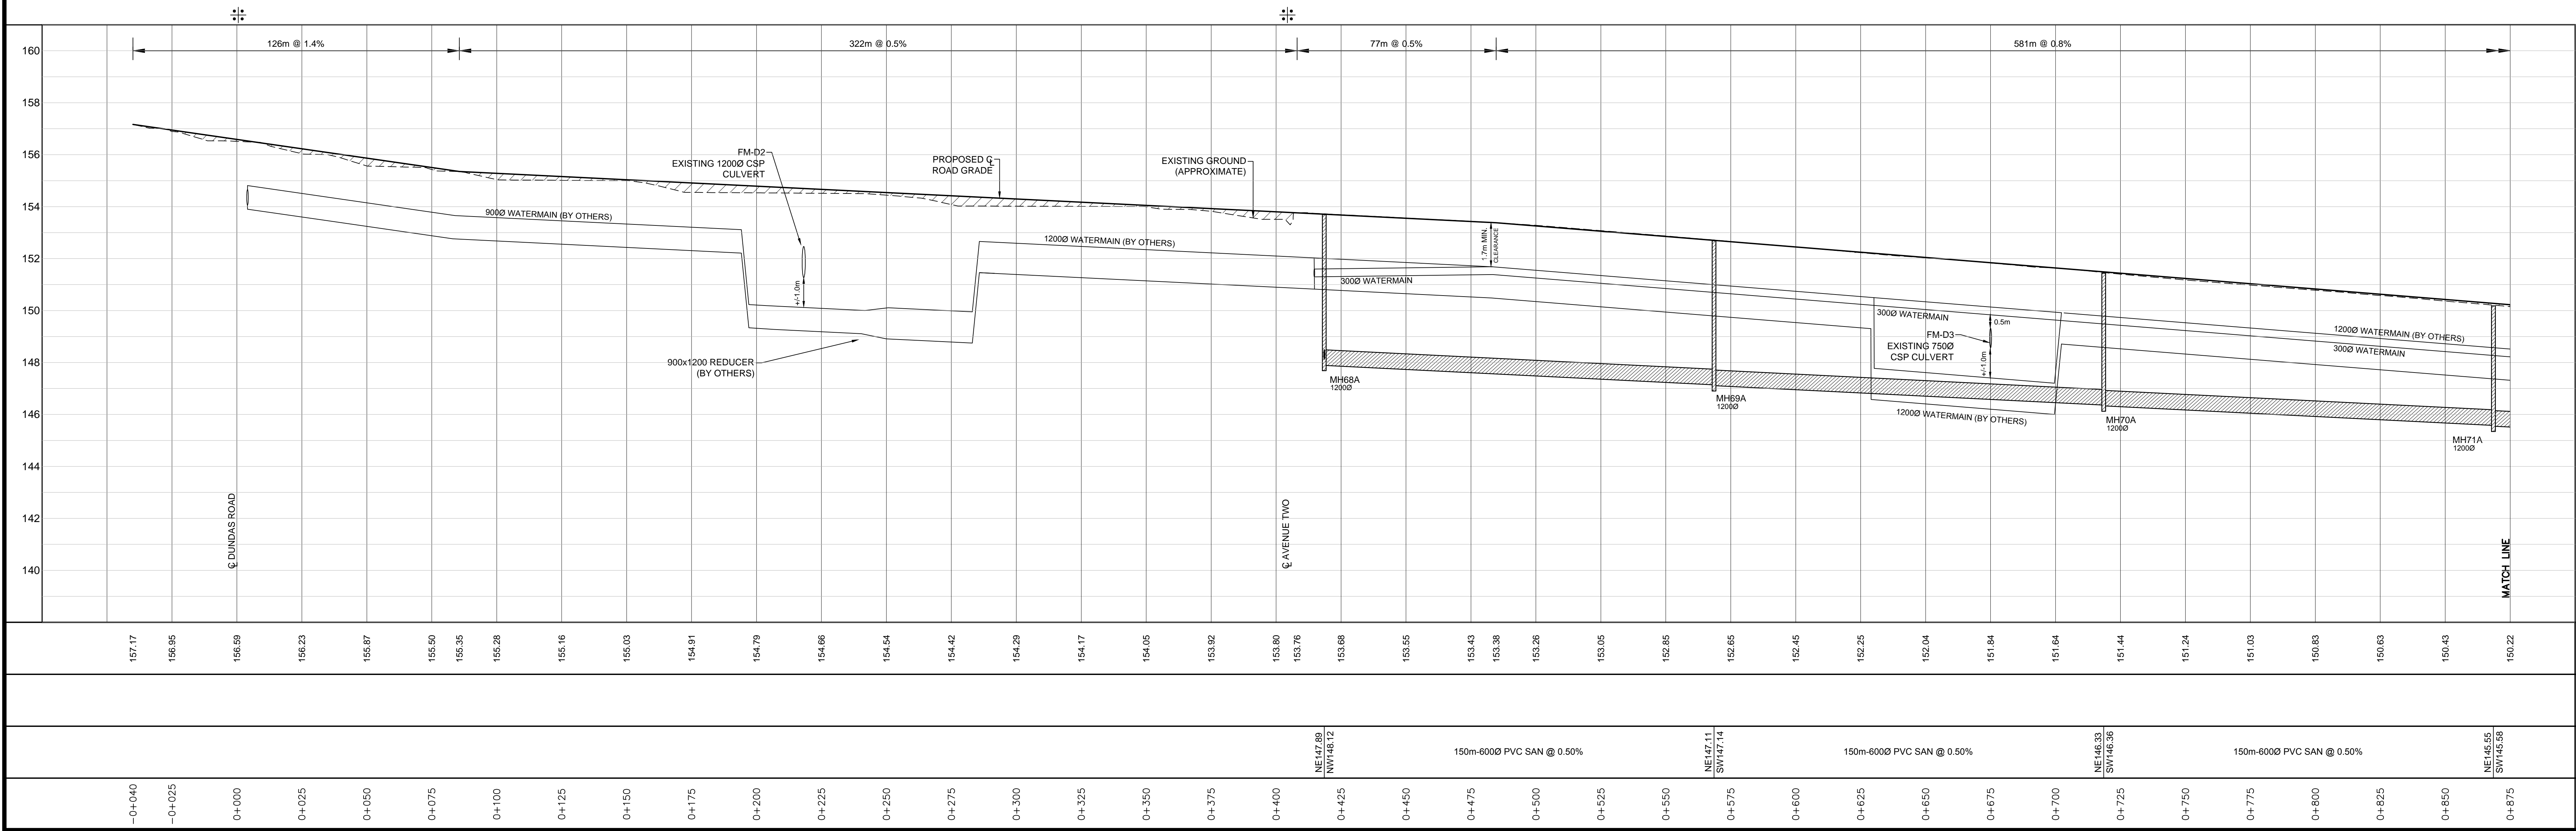 126m @ 1.4%
322m @ 0.5%
77m @ 0.5%
581m @ 0.8%
160
158
156
154
152
150
148
146
144
142
140
FM-D2
EXISTING 1200Ø CSP
CULVERT
PROPOSED ℄
ROAD GRADE
EXISTING GROUND
(APPROXIMATE)
900Ø WATERMAIN (BY OTHERS)
1200Ø WATERMAIN (BY OTHERS)
+/-1.0m
900x1200 REDUCER
(BY OTHERS)
1.7m MIN.
CLEARANCE
300Ø WATERMAIN
300Ø WATERMAIN
0.5m
FM-D3
EXISTING 750Ø
CSP CULVERT
+/-1.0m
1200Ø WATERMAIN (BY OTHERS)
1200Ø WATERMAIN (BY OTHERS)
300Ø WATERMAIN
MH68A
1200Ø
MH69A
1200Ø
MH70A
1200Ø
MH71A
1200Ø
℄ DUNDAS ROAD
℄ AVENUE TWO
MATCH LINE
157.17
156.95
156.59
156.23
155.87
155.50
155.35
155.28
155.16
155.03
154.91
154.79
154.66
154.54
154.42
154.29
154.17
154.05
153.92
153.80
153.76
153.68
153.55
153.43
153.38
153.26
153.05
152.85
152.65
152.45
152.25
152.04
151.84
151.64
151.44
151.24
151.03
150.83
150.63
150.43
150.22
NE147.89
NW148.12
150m-600Ø PVC SAN @ 0.50%
NE147.11
SW147.14
150m-600Ø PVC SAN @ 0.50%
NE146.33
SW146.36
150m-600Ø PVC SAN @ 0.50%
NE145.55
SW145.58
-0+040
-0+025
0+000
0+025
0+050
0+075
0+100
0+125
0+150
0+175
0+200
0+225
0+250
0+275
0+300
0+325
0+350
0+375
0+400
0+425
0+450
0+475
0+500
0+525
0+550
0+575
0+600
0+625
0+650
0+675
0+700
0+725
0+750
0+775
0+800
0+825
0+850
0+875